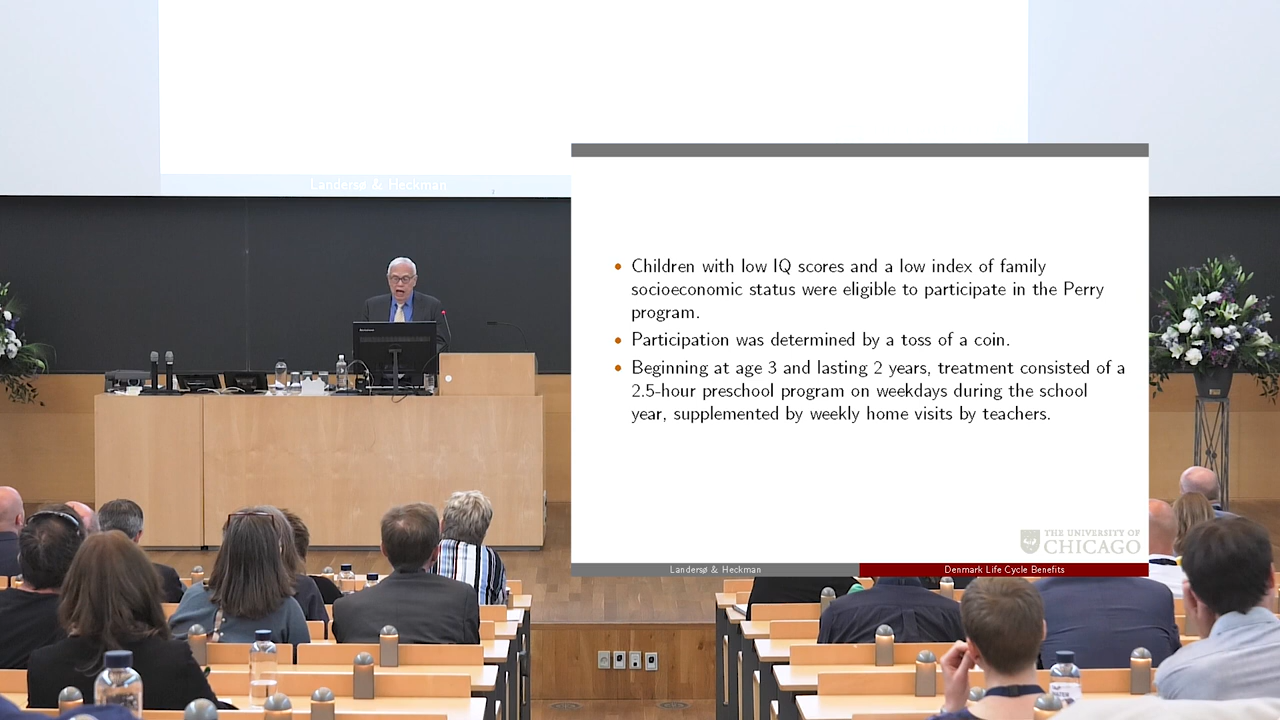 Landersø & Heckman
• Children with low IQ scores and a low index of family
socioeconomic status were eligible to participate in the Perry
program.
• Participation was determined by a toss of a coin.
• Beginning at age 3 and lasting 2 years, treatment consisted of a
2.5-hour preschool program on weekdays during the school
year, supplemented by weekly home visits by teachers.
THE UNIVERSITY OF
CHICAGO
Landersø & Heckman
Denmark Life Cycle Benefits